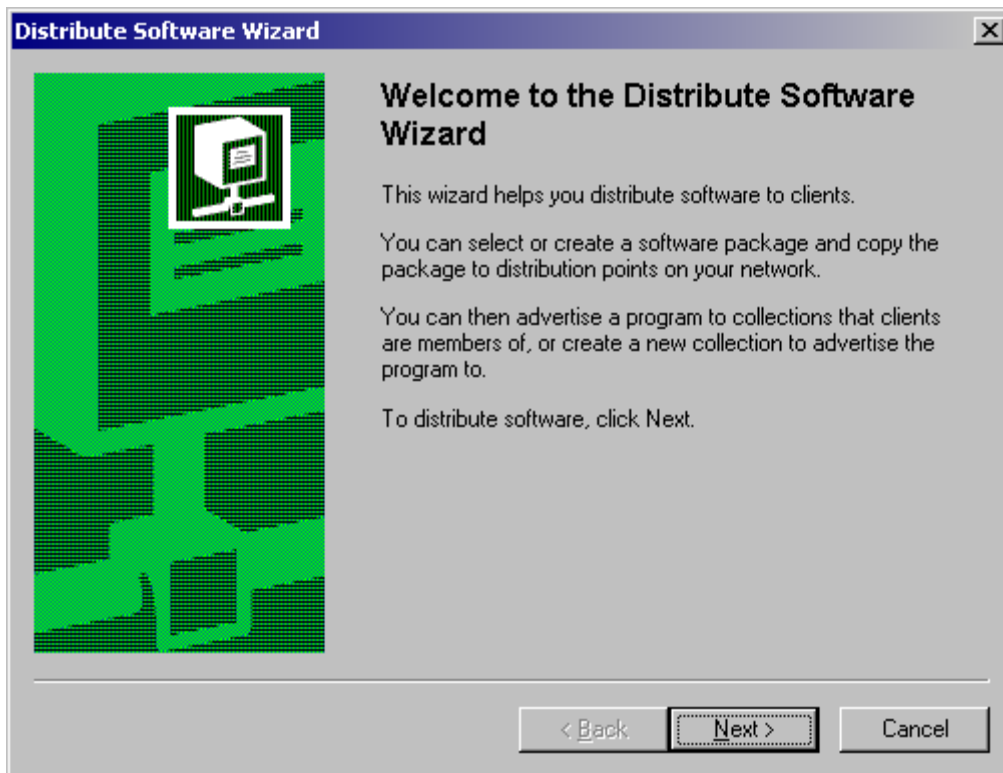 Distribute Software Wizard
Welcome to the Distribute Software
Wizard
This wizard helps you distribute software to clients.
You can select or create a software package and copy the
package to distribution points on your network.
You can then advertise a program to collections that clients
are members of, or create a new collection to advertise the
program to.
To distribute software, click Next.
< Back
Next >
Cancel